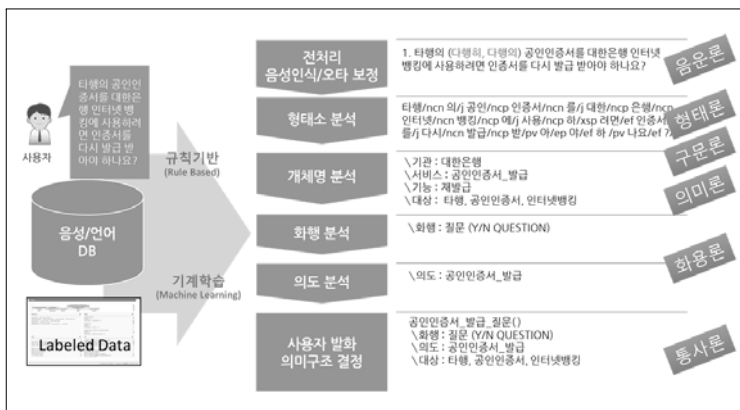 타행의 공인인
증서를 대한은
행 인터넷 뱅
킹에 사용하려
면 인증서를
다시 발급 받
아야 하나요?
사용자
음성/언어
DB
Labeled Data
규칙기반
(Rule Based)
기계학습
(Machine Learning)
전처리
음성인식/오타 보정
1. 타행의 (다행히, 다행의) 공인인증서를 대한은행 인터넷
뱅킹에 사용하려면 인증서를 다시 발급 받아야 하나요?
음운론
형태소 분석
타행/ncn 의/j 공인/ncp 인증서/ncn 를/j 대한/ncp 은행/ncn
인터넷/ncn 뱅킹/ncp 에/j 사용/ncp 하/xsp 려면/ef 인증서
를/j 다시/ncn 발급/ncp 받/pv 아/ep 야/ef 하/pv 나요/ef ?
형태론
구문론
개체명 분석
\기관 : 대한은행
\서비스 : 공인인증서_발급
\기능 : 재발급
\대상 : 타행, 공인인증서, 인터넷뱅킹
의미론
화행 분석
\화행 : 질문 (Y/N QUESTION)
화용론
의도 분석
\의도 : 공인인증서_발급
사용자 발화
의미구조 결정
공인인증서_발급_질문()
\화행 : 질문 (Y/N QUESTION)
\의도 : 공인인증서_발급
\대상 : 타행, 공인인증서, 인터넷뱅킹
통사론